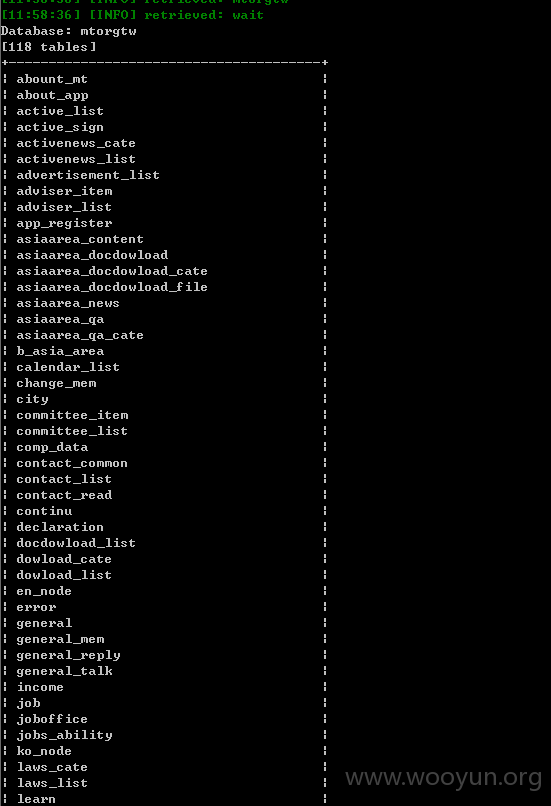 [11:58:36] [INFO] retrieved: mtorgtw
[11:58:36] [INFO] retrieved: wait
Database: mtorgtw
[118 tables]
+---------------------------------------+
| abount_mt |
| about_app |
| active_list |
| active_sign |
| activenews_cate |
| activenews_list |
| advertisement_list |
| adviser_item |
| adviser_list |
| app_register |
| asiaarea_content |
| asiaarea_docdowload |
| asiaarea_docdowload_cate |
| asiaarea_docdowload_file |
| asiaarea_news |
| asiaarea_qa |
| asiaarea_qa_cate |
| b_asia_area |
| calendar_list |
| change_mem |
| city |
| committee_item |
| committee_list |
| comp_data |
| contact_common |
| contact_list |
| contact_read |
| continu |
| declaration |
| docdowload_list |
| dowload_cate |
| dowload_list |
| en_node |
| error |
| general |
| general_mem |
| general_reply |
| general_talk |
| income |
| job |
| joboffice |
| jobs_ability |
| ko_node |
| laws_cate |
| laws_list |
| learn |
www.wooyun.org